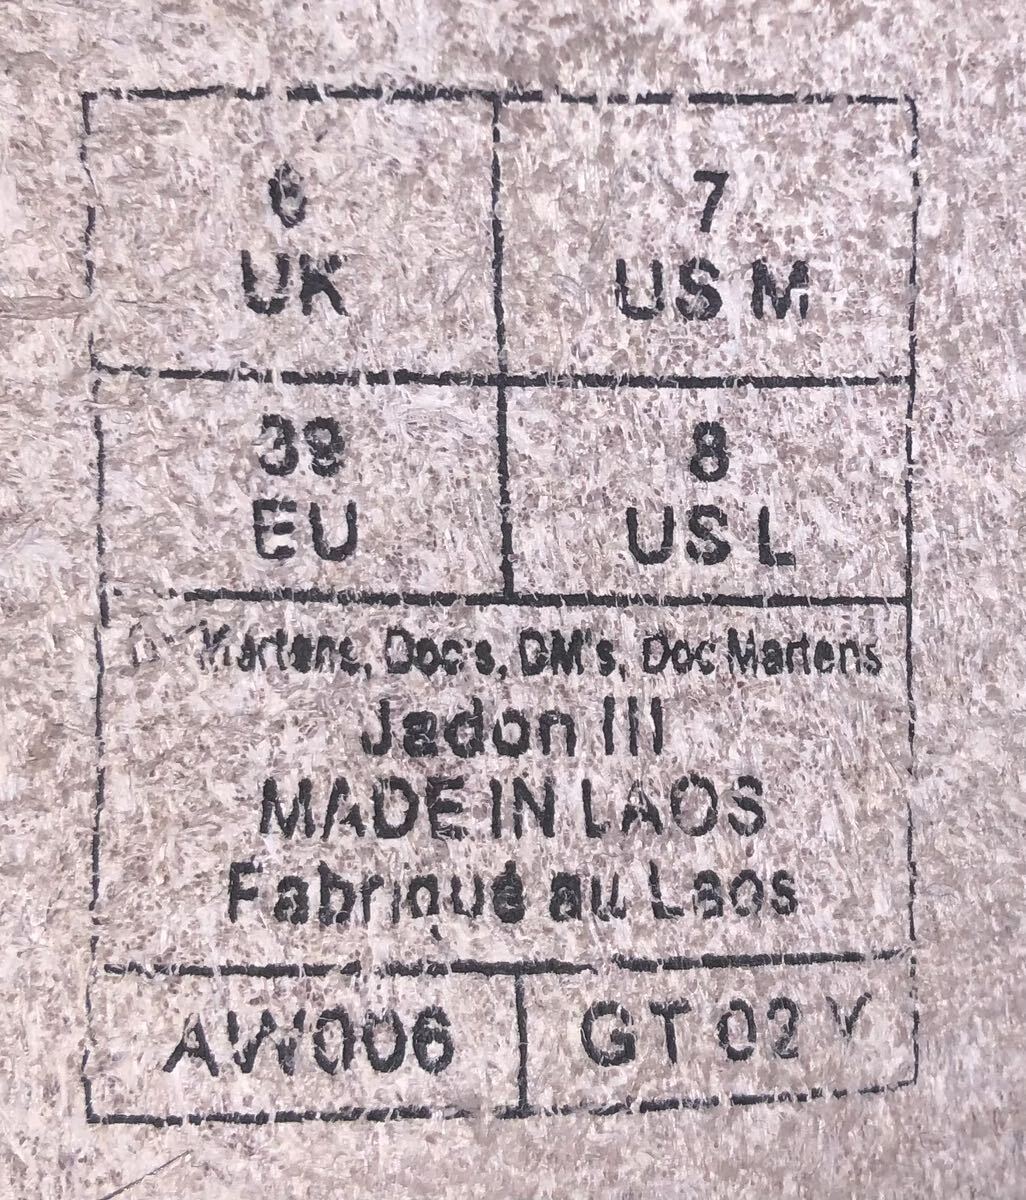 6
UK
7
US M
39
EU
8
US L
Martens, Doc's, DM's, Doc Martens
Jadon III
MADE IN LAOS
Fabriqué au Laos
AW006
GT 02 Y